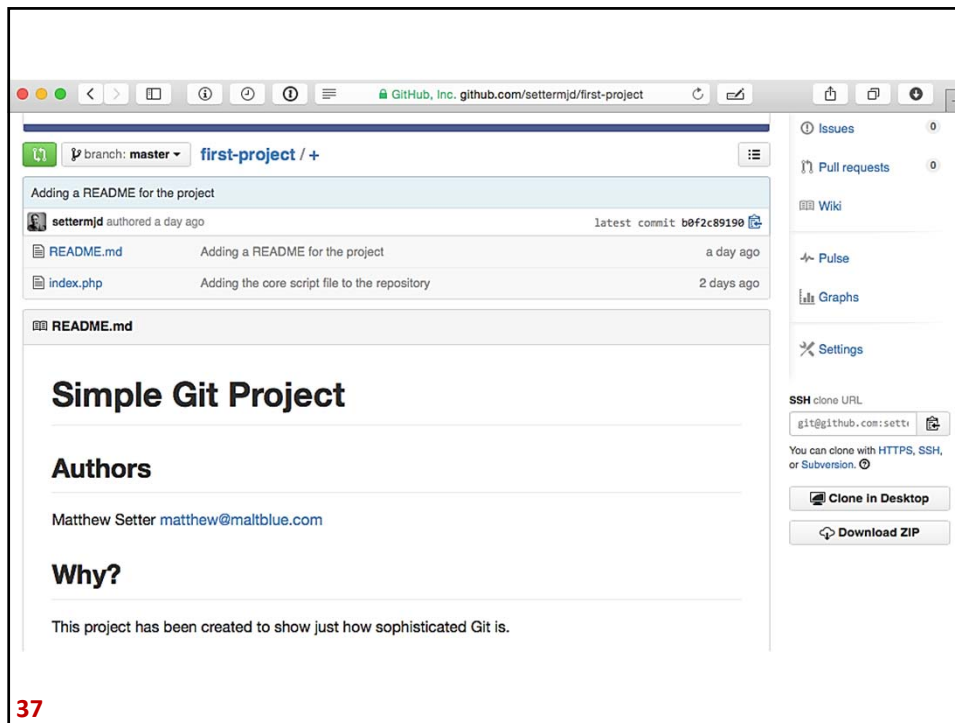 GitHub, Inc. github.com/settermjd/first-project
branch: master
first-project / +
Adding a README for the project
settermjd authored a day ago
latest commit b0f2c89190
README.md Adding a README for the project a day ago
index.php Adding the core script file to the repository 2 days ago
README.md
Simple Git Project
Authors
Matthew Setter matthew@maltblue.com
Why?
This project has been created to show just how sophisticated Git is.
Issues 0
Pull requests 0
Wiki
Pulse
Graphs
Settings
SSH clone URL
git@github.com:sett
You can clone with HTTPS, SSH,
or Subversion.
Clone in Desktop
Download ZIP
37